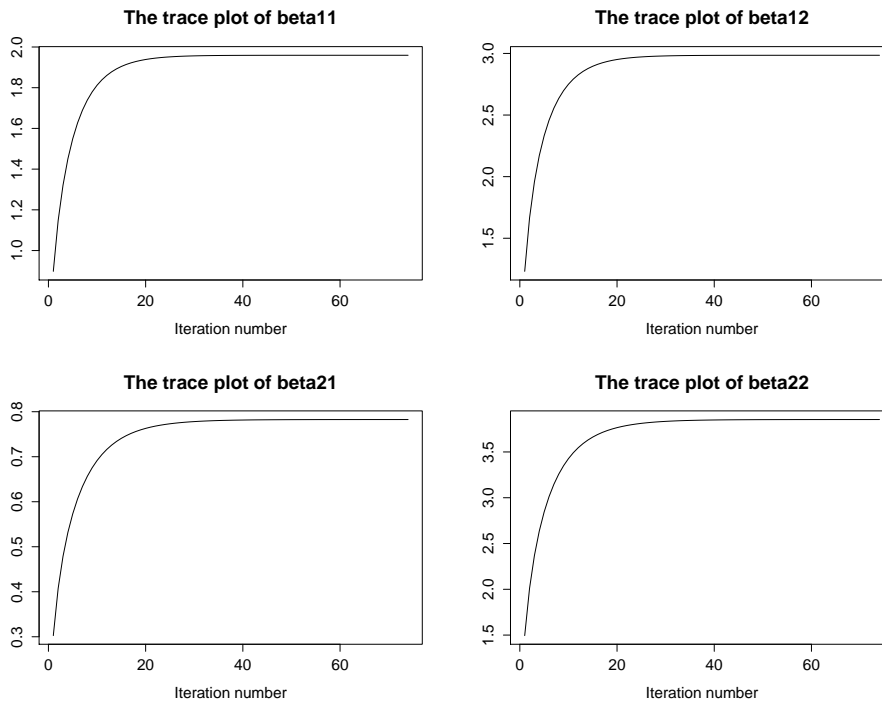 The trace plot of beta11
2.0
1.8
1.6
1.4
1.2
1.0
0 20 40 60
Iteration number
The trace plot of beta12
3.0
2.5
2.0
1.5
0 20 40 60
Iteration number
The trace plot of beta21
0.8
0.7
0.6
0.5
0.4
0.3
0 20 40 60
Iteration number
The trace plot of beta22
3.5
3.0
2.5
2.0
1.5
0 20 40 60
Iteration number